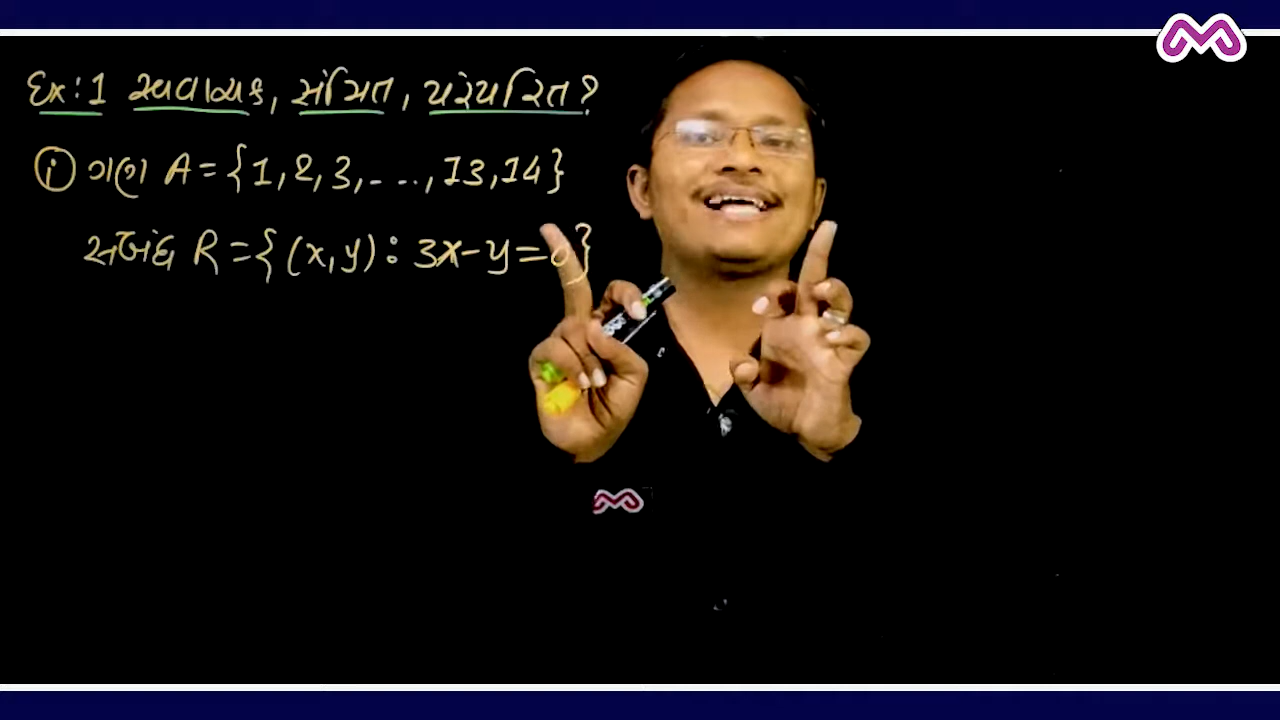 Ex: 1 સ્વવાચક, સંમિત, પરંપરિત ?
(i) ગણ A = {1, 2, 3, - - .., 13, 14}
સંબંધ R = {(x, y) : 3x - y = 0}